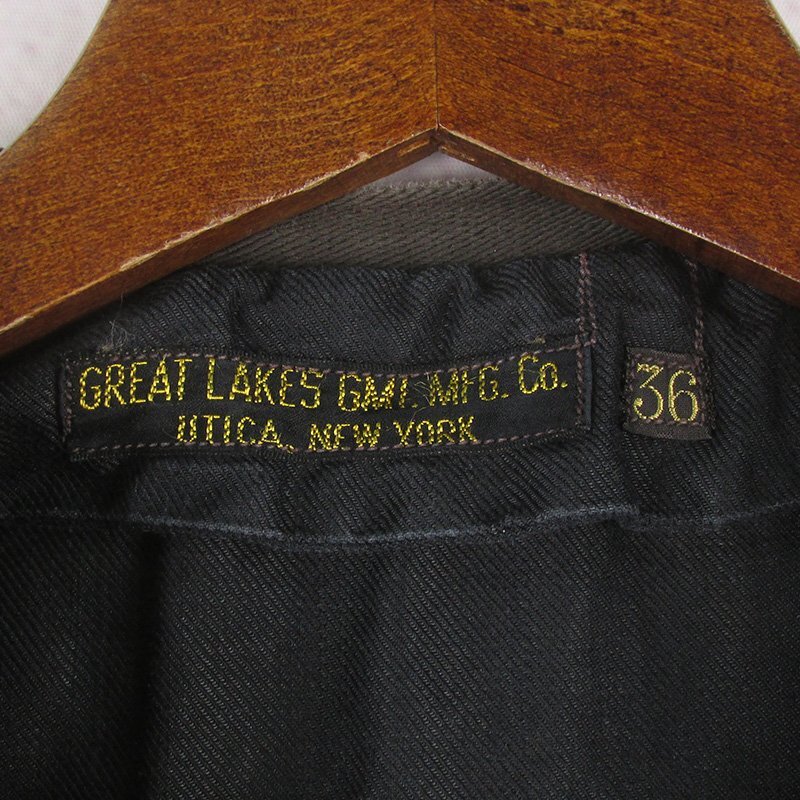 GREAT LAKES GMT. MFG. Co.
UTICA, NEW YORK
36